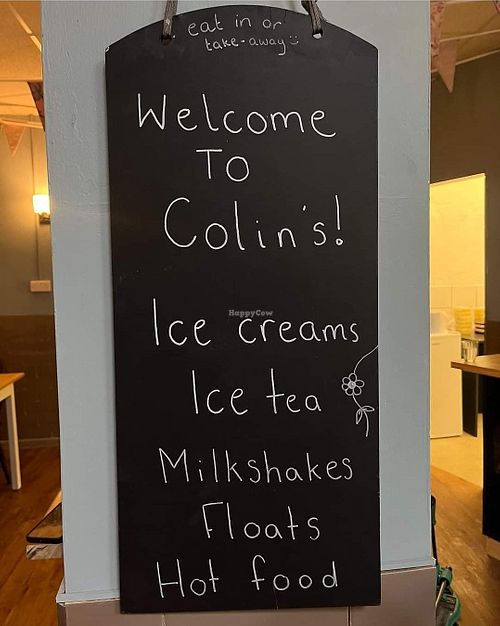 eat in or
take-away
Welcome
To
Colin's!
HappyCow
Ice creams
Ice tea
Milkshakes
Floats
Hot food